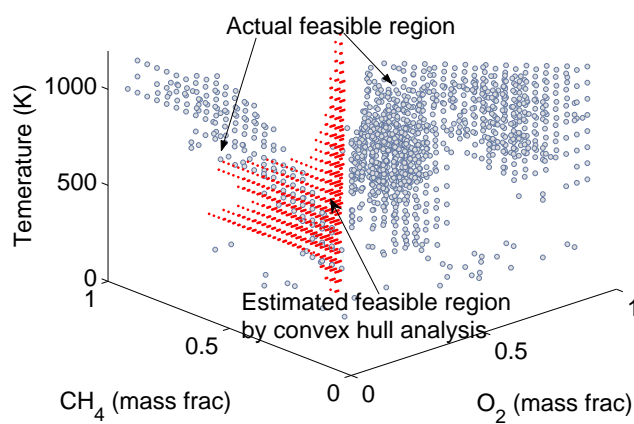 Actual feasible region
1000
500
0
Temerature (K)
Estimated feasible region
by convex hull analysis
1
0.5
0
CH4 (mass frac)
0
0.5
1
O2 (mass frac)